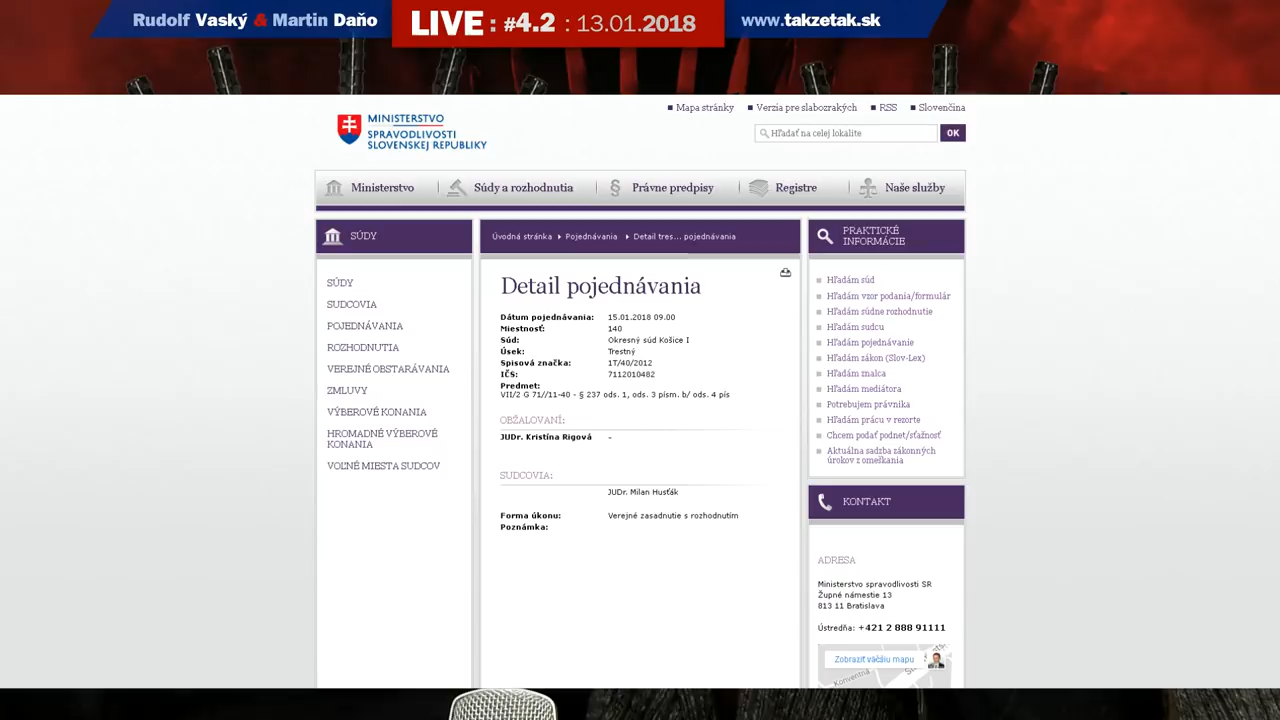 Rudolf Vaský & Martin Daňo
LIVE: #4.2 : 13.01.2018
www.takzetak.sk
Mapa stránky
Verzia pre slabozrakých
RSS
Slovenčina
MINISTERSTVO
SPRAVODLIVOSTI
SLOVENSKEJ REPUBLIKY
Hľadať na celej lokalite
OK
Ministerstvo
Súdy a rozhodnutia
Právne predpisy
Registre
Naše služby
SÚDY
SÚDY
SUDCOVIA
POJEDNÁVANIA
ROZHODNUTIA
VEREJNÉ OBSTARÁVANIA
ZMLUVY
VÝBEROVÉ KONANIA
HROMADNÉ VÝBEROVÉ
KONANIA
VOĽNÉ MIESTA SUDCOV
Úvodná stránka
Pojednávania
Detail tres... pojednávania
Detail pojednávania
Dátum pojednávania: 15.01.2018 09.00
Miestnosť: 140
Súd: Okresný súd Košice I
Úsek: Trestný
Spisová značka: 1T/40/2012
IČS: 7112010482
Predmet:
VII/2 G 71//11-40 - § 237 ods. 1, ods. 3 písm. b/ ods. 4 pís
OBŽALOVANÍ:
JUDr. Kristína Rigová –
SUDCOVIA:
JUDr. Milan Husťák
Forma úkonu: Verejné zasadnutie s rozhodnutím
Poznámka:
PRAKTICKÉ
INFORMÁCIE
Hľadám súd
Hľadám vzor podania/formulár
Hľadám súdne rozhodnutie
Hľadám sudcu
Hľadám pojednávanie
Hľadám zákon (Slov-Lex)
Hľadám znalca
Hľadám mediátora
Potrebujem právnika
Hľadám prácu v rezorte
Chcem podať podnet/sťažnosť
Aktuálna sadzba zákonných
úrokov z omeškania
KONTAKT
ADRESA
Ministerstvo spravodlivosti SR
Župné námestie 13
813 11 Bratislava
Ústredňa: +421 2 888 91111
Zobraziť väčšiu mapu
Konventná